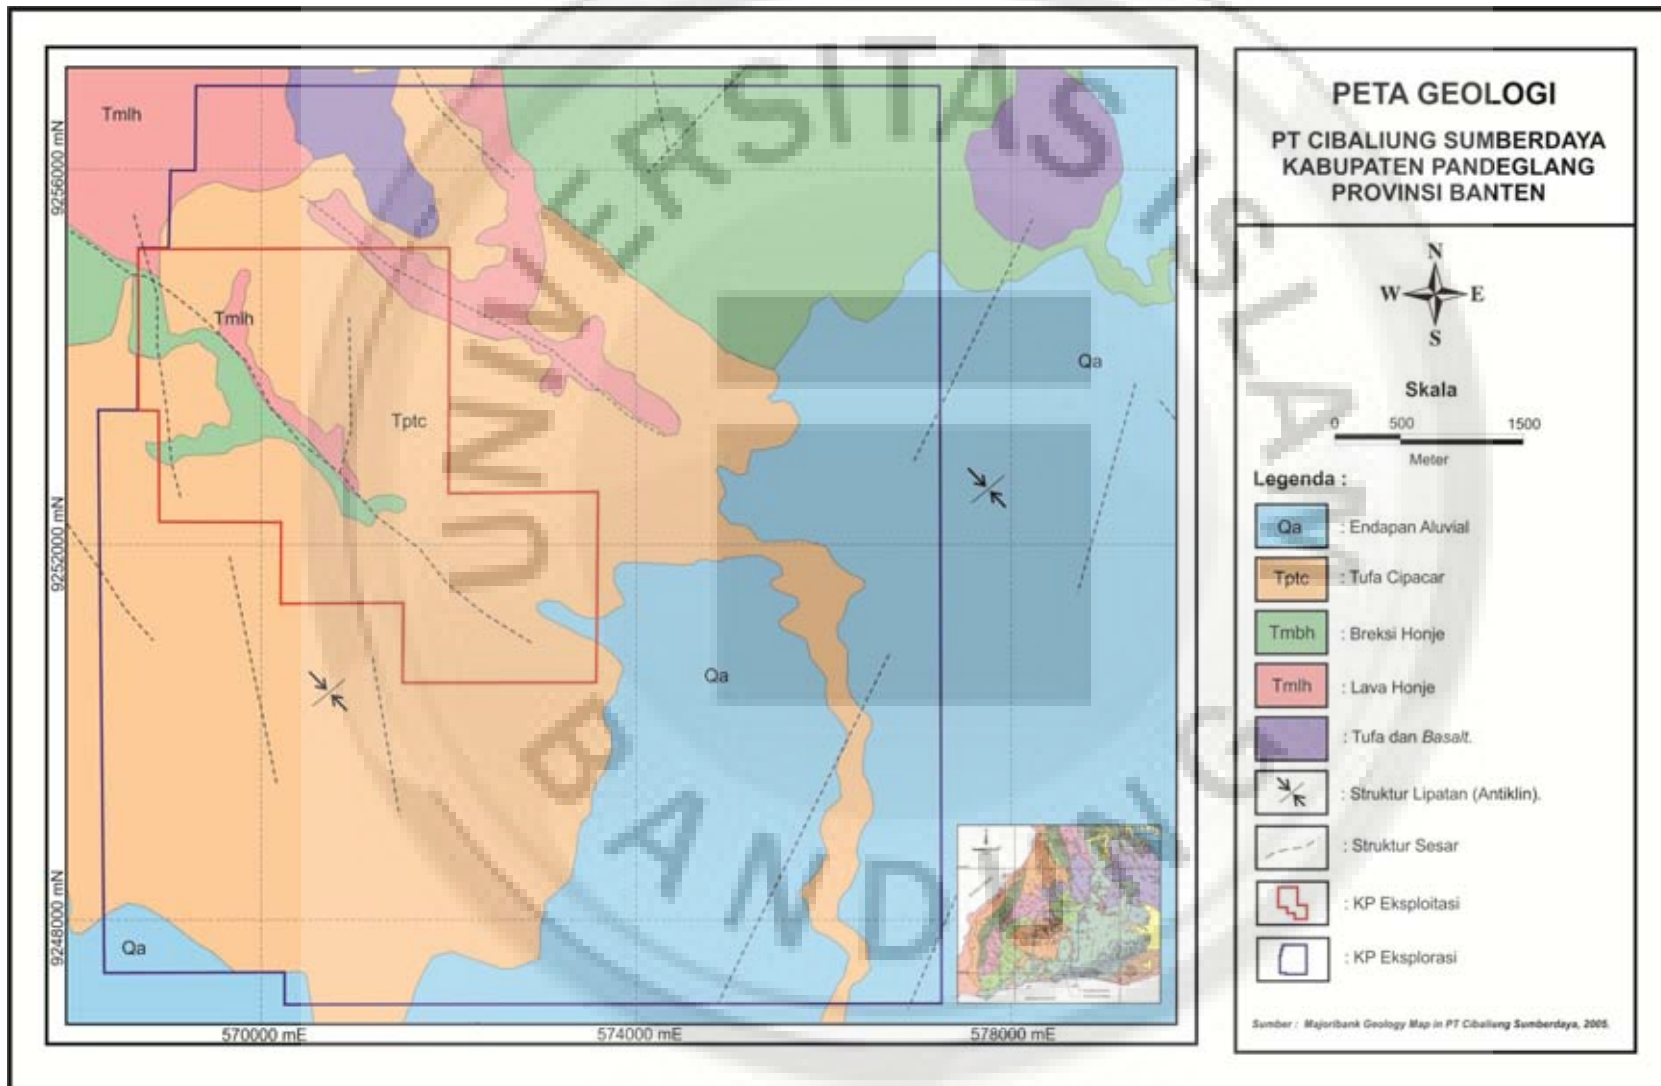 PETA GEOLOGI
PT CIBALIUNG SUMBERDAYA
KABUPATEN PANDEGLANG
PROVINSI BANTEN
N
W E
S
Skala
0 500 1500
Meter
Legenda :
Qa : Endapan Aluvial
Tptc : Tufa Cipacar
Tmbh : Breksi Honje
Tmlh : Lava Honje
: Tufa dan Basalt.
: Struktur Lipatan (Antiklin).
: Struktur Sesar
: KP Eksploitasi
: KP Eksplorasi
Sumber : Majoribank Geology Map in PT Cibaliung Sumberdaya, 2005.
Tmlh
Tmlh
Tptc
Qa
Qa
Qa
9256000 mN
9252000 mN
9248000 mN
570000 mE
574000 mE
578000 mE
UNIVERSITAS ISLAM
BANDUNG